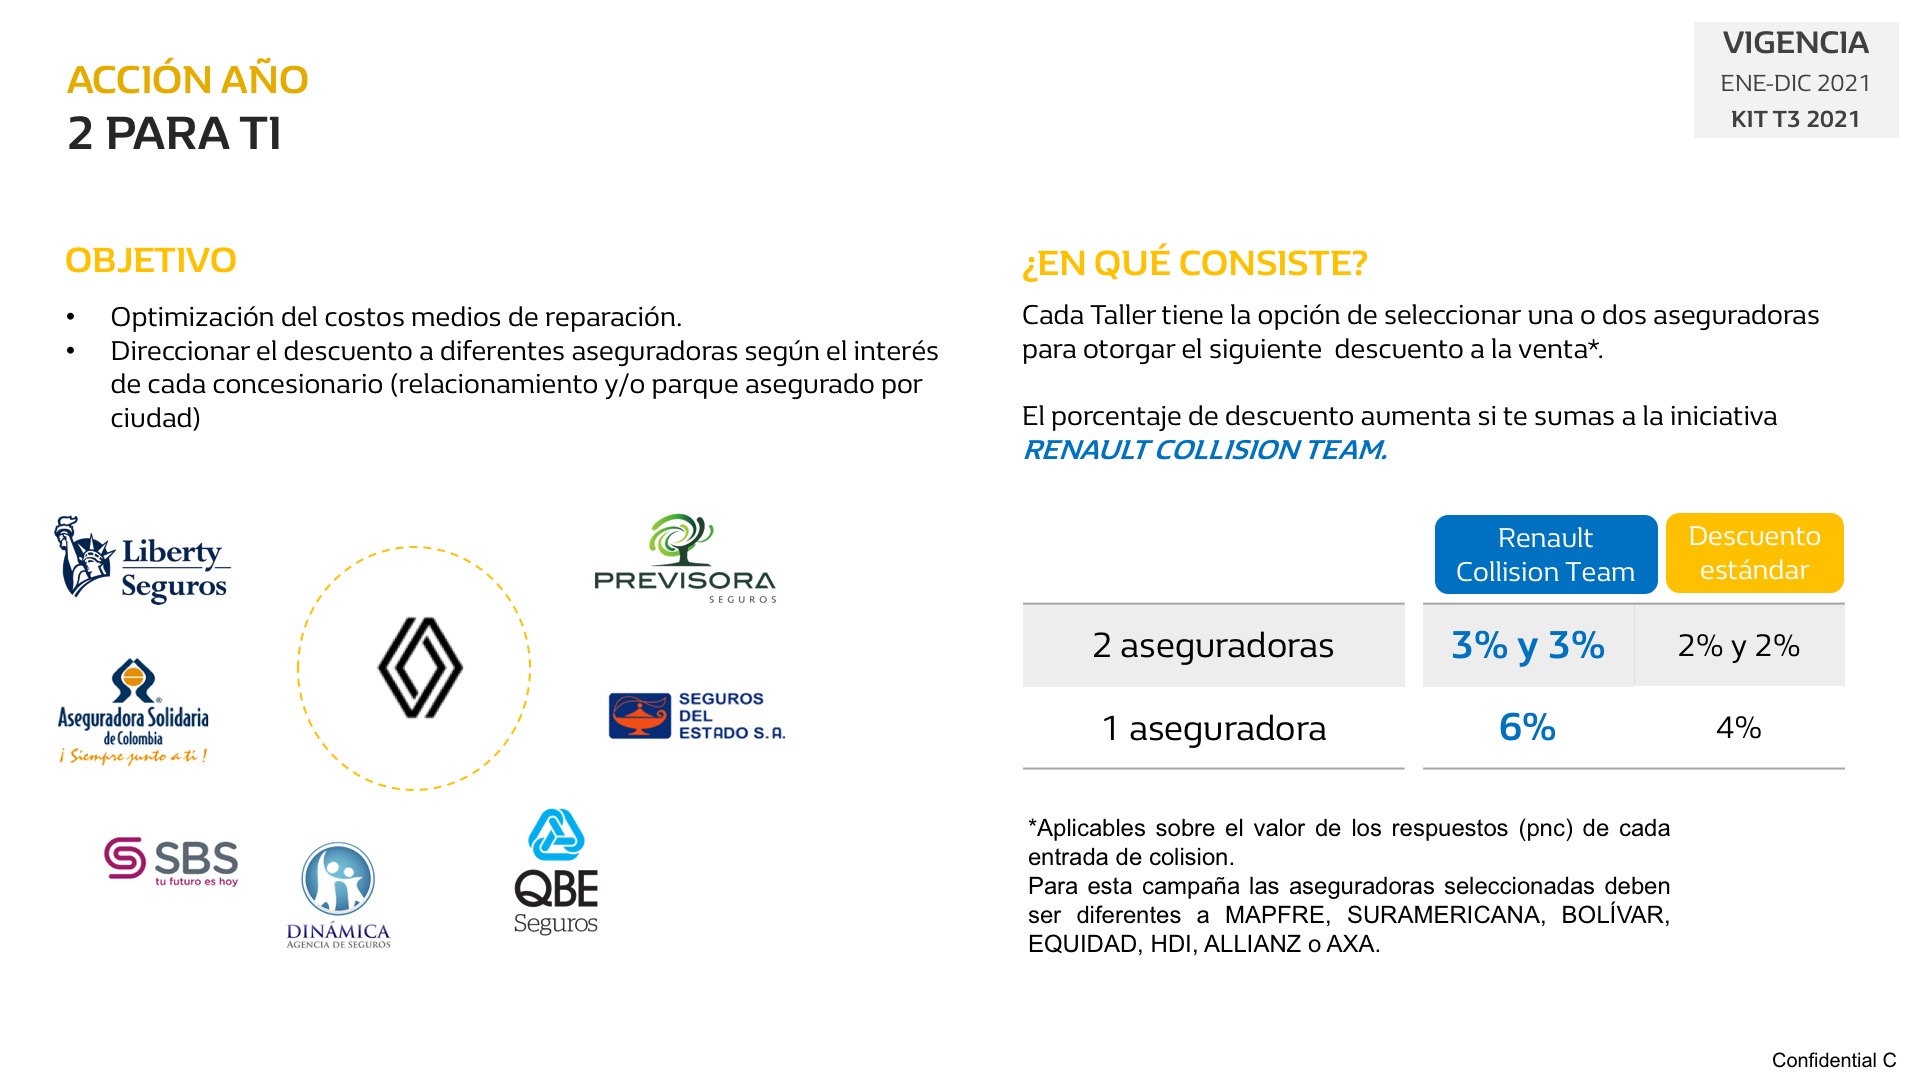 ACCIÓN AÑO
2 PARA TI
VIGENCIA
ENE-DIC 2021
KIT T3 2021
OBJETIVO
• Optimización del costos medios de reparación.
• Direccionar el descuento a diferentes aseguradoras según el interés
de cada concesionario (relacionamiento y/o parque asegurado por
ciudad)
Liberty
Seguros
PREVISORA
SEGUROS
Aseguradora Solidaria
de Colombia
¡ Siempre junto a ti !
SEGUROS
DEL
ESTADO S.A.
SBS
tu futuro es hoy
DINÁMICA
AGENCIA DE SEGUROS
QBE
Seguros
¿EN QUÉ CONSISTE?
Cada Taller tiene la opción de seleccionar una o dos aseguradoras
para otorgar el siguiente descuento a la venta*.
El porcentaje de descuento aumenta si te sumas a la iniciativa
RENAULT COLLISION TEAM.
Renault
Collision Team
Descuento
estándar
2 aseguradoras 3% y 3% 2% y 2%
1 aseguradora 6% 4%
*Aplicables sobre el valor de los respuestos (pnc) de cada
entrada de colision.
Para esta campaña las aseguradoras seleccionadas deben
ser diferentes a MAPFRE, SURAMERICANA, BOLÍVAR,
EQUIDAD, HDI, ALLIANZ o AXA.
Confidential C